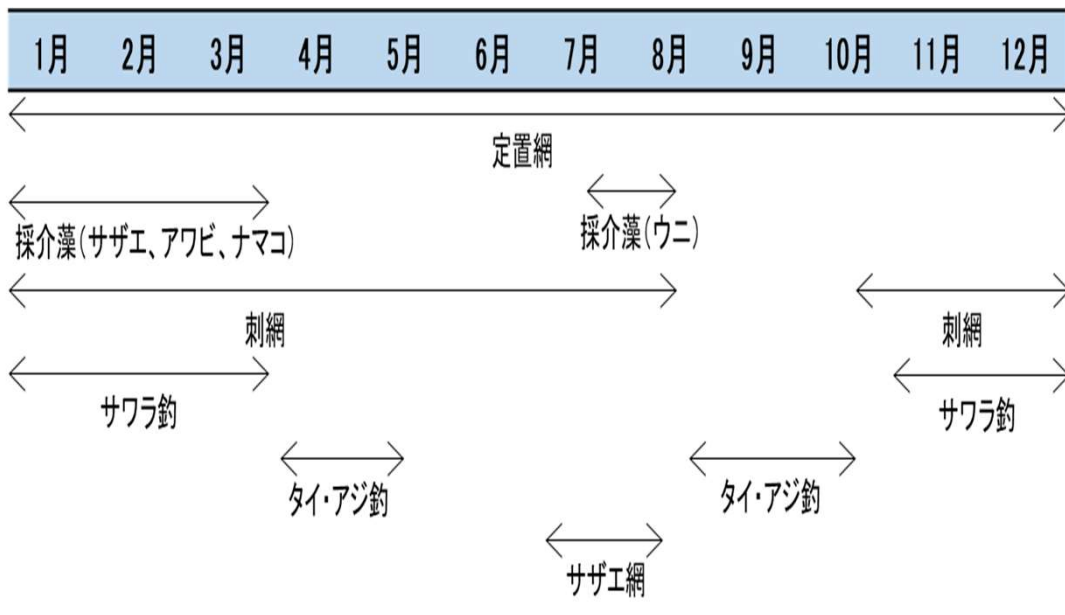 1月 2月 3月 4月 5月 6月 7月 8月 9月 10月 11月 12月
定置網
採介藻(サザエ、アワビ、ナマコ) 採介藻(ウニ)
刺網 刺網
サワラ釣 サワラ釣
タイ・アジ釣 タイ・アジ釣
サザエ網